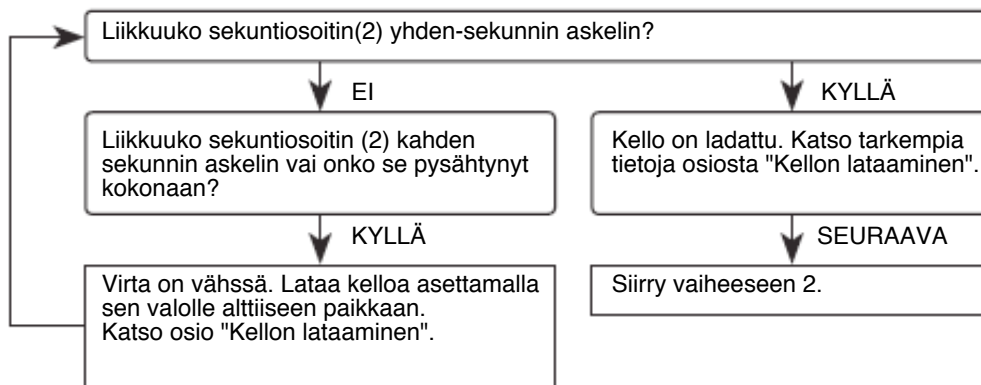 Liikkuuko sekuntiosoitin(2) yhden-sekunnin askelin?
EI
KYLLÄ
Liikkuuko sekuntiosoitin (2) kahden
sekunnin askelin vai onko se pysähtynyt
kokonaan?
Kello on ladattu. Katso tarkempia
tietoja osiosta "Kellon lataaminen".
KYLLÄ
SEURAAVA
Virta on vähssä. Lataa kelloa asettamalla
sen valolle alttiiseen paikkaan.
Katso osio "Kellon lataaminen".
Siirry vaiheeseen 2.